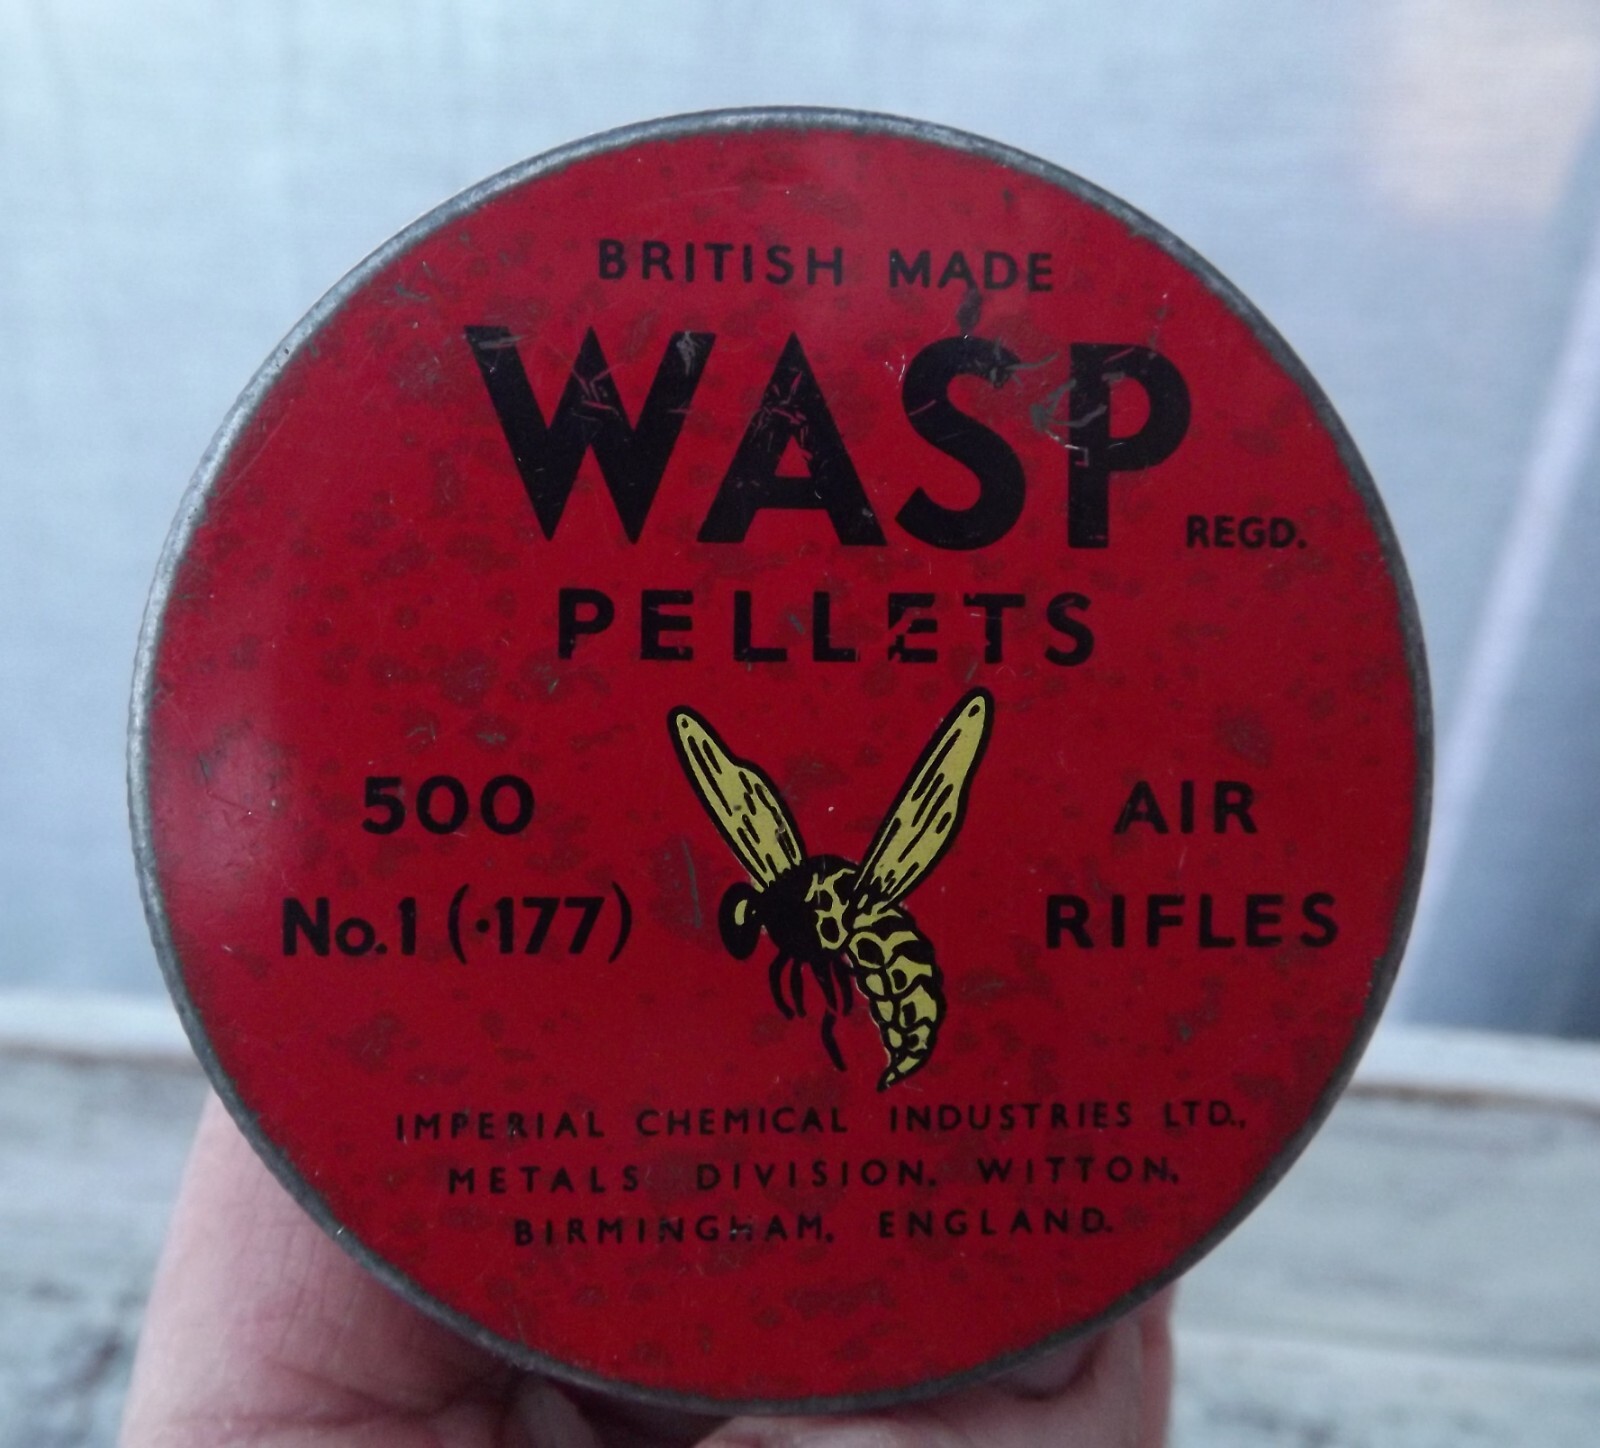 BRITISH MADE
WASP REGD.
PELLETS
500
No.1 (·177)
AIR
RIFLES
IMPERIAL CHEMICAL INDUSTRIES LTD.,
METALS DIVISION, WITTON,
BIRMINGHAM, ENGLAND.